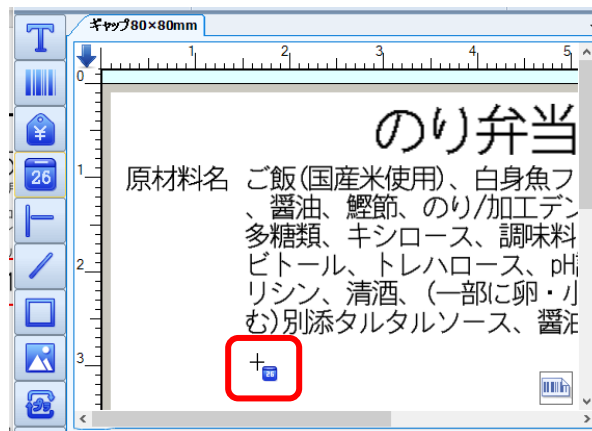 ギャップ80×80mm
1 2 3 4 5
0
1
2
3
T
¥
26
のり弁当
原材料名 ご飯(国産米使用)、白身魚フ
、醤油、鰹節、のり/加工デン
多糖類、キシロース、調味料
ビトール、トレハロース、pH
リシン、清酒、(一部に卵・小
む)別添タルタルソース、醤油
26